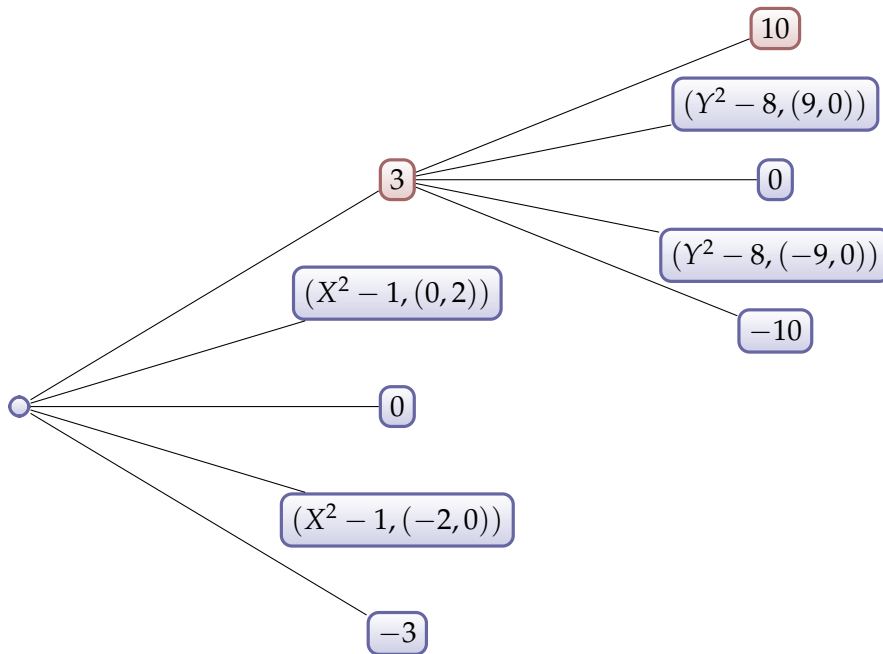 10
(Y² − 8, (9, 0))
3
0
(Y² − 8, (−9, 0))
(X² − 1, (0, 2))
−10
0
(X² − 1, (−2, 0))
−3